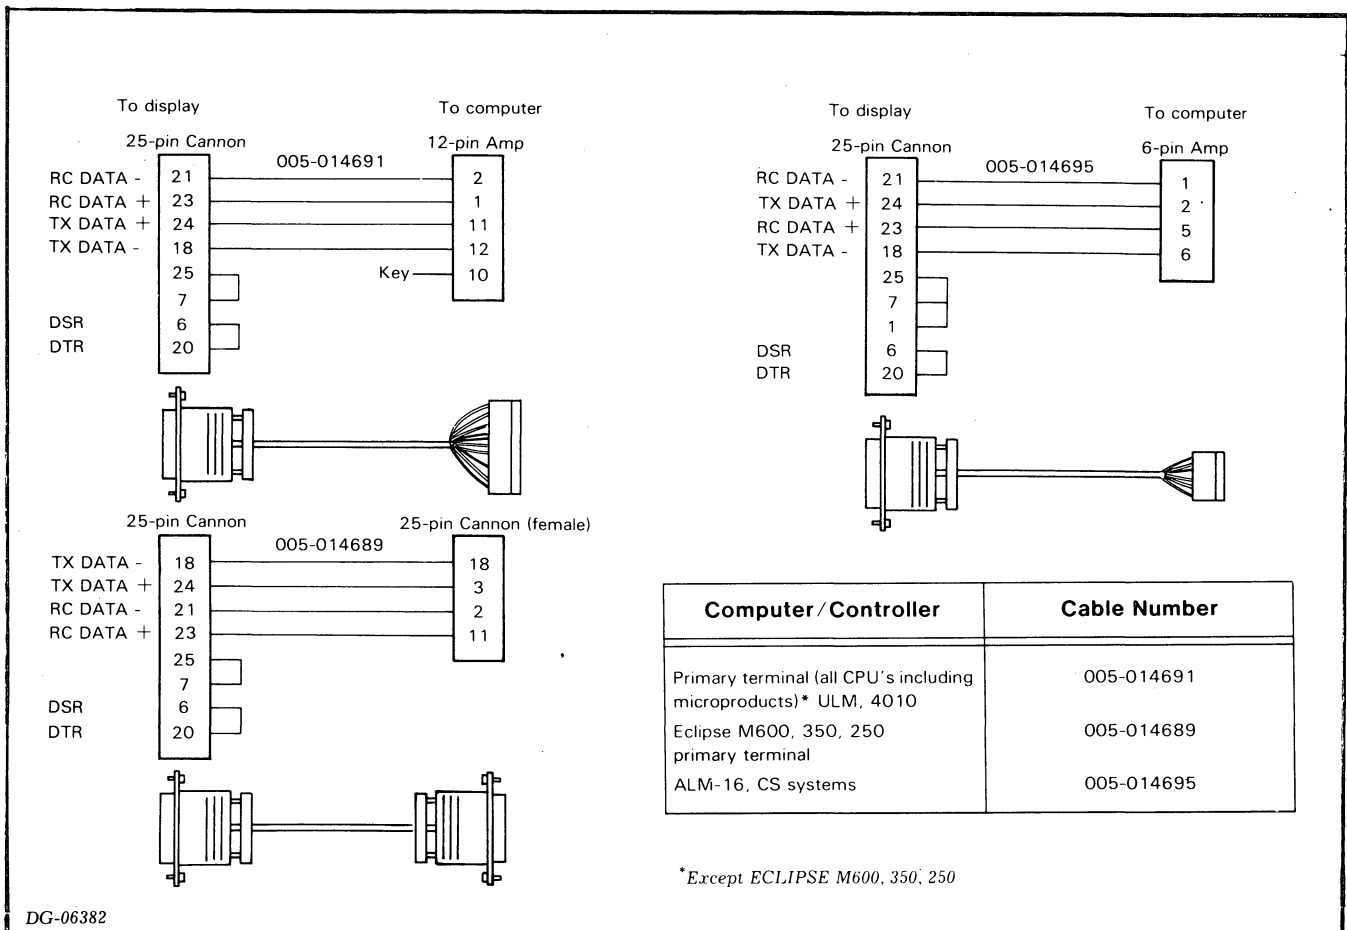 To display
To computer
25-pin Cannon
12-pin Amp
005-014691
RC DATA - 21 2
RC DATA + 23 1
TX DATA + 24 11
TX DATA - 18 12
25 Key 10
7
DSR 6
DTR 20
25-pin Cannon
25-pin Cannon (female)
005-014689
TX DATA - 18 18
TX DATA + 24 3
RC DATA - 21 2
RC DATA + 23 11
25
7
DSR 6
DTR 20
To display
To computer
25-pin Cannon
6-pin Amp
005-014695
RC DATA - 21 1
TX DATA + 24 2
RC DATA + 23 5
TX DATA - 18 6
25
7
1
DSR 6
DTR 20
Computer/Controller Cable Number
Primary terminal (all CPU's including 005-014691
microproducts)* ULM, 4010
Eclipse M600, 350, 250 005-014689
primary terminal
ALM-16, CS systems 005-014695
*Except ECLIPSE M600, 350, 250
DG-06382